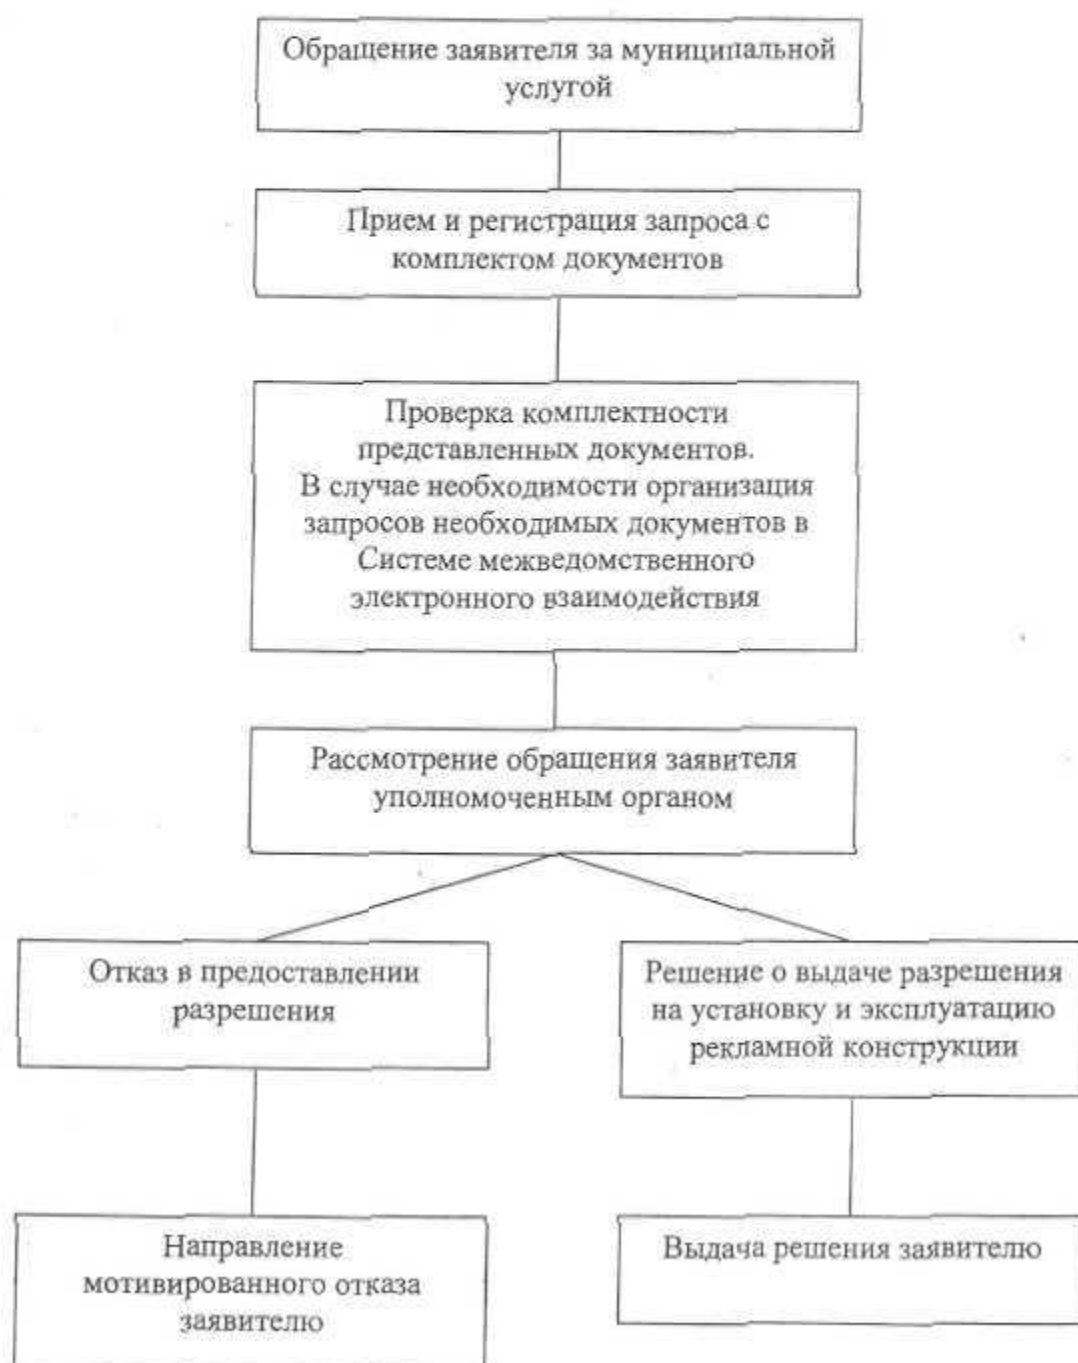 Обращение заявителя за муниципальной
услугой
Прием и регистрация запроса с
комплектом документов
Проверка комплектности
представленных документов.
В случае необходимости организация
запросов необходимых документов в
Системе межведомственного
электронного взаимодействия
Рассмотрение обращения заявителя
уполномоченным органом
Отказ в предоставлении
разрешения
Решение о выдаче разрешения
на установку и эксплуатацию
рекламной конструкции
Направление
мотивированного отказа
заявителю
Выдача решения заявителю